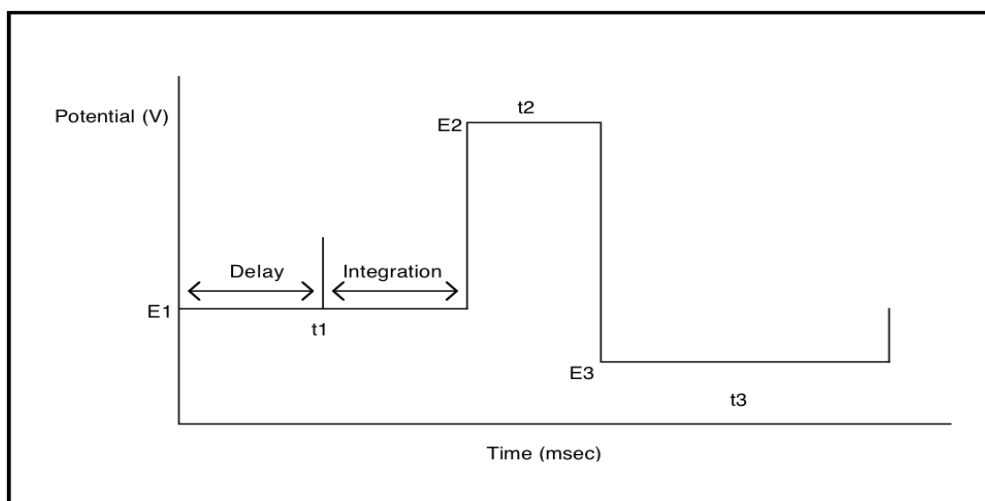 Potential (V)
E2
t2
Delay
Integration
E1
t1
E3
t3
Time (msec)